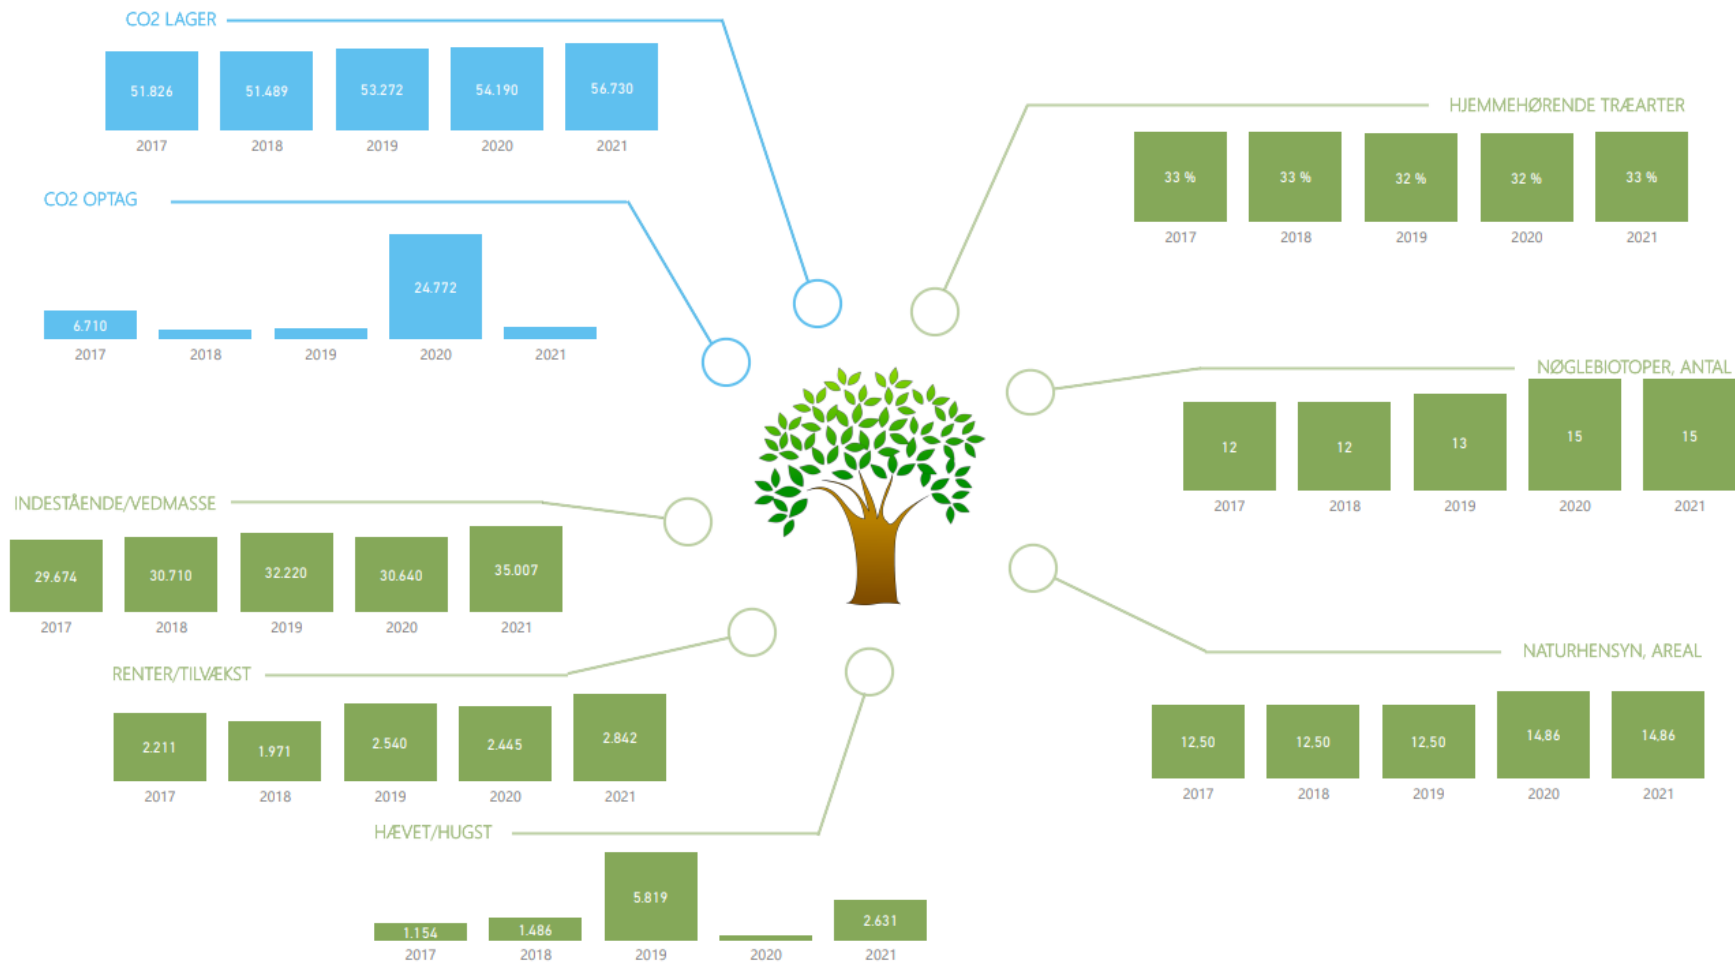 CO2 LAGER
51.826 51.489 53.272 54.190 56.730
2017 2018 2019 2020 2021
CO2 OPTAG
6.710 24.772
2017 2018 2019 2020 2021
INDESTÅENDE/VEDMASSE
29.674 30.710 32.220 30.640 35.007
2017 2018 2019 2020 2021
RENTER/TILVÆKST
2.211 1.971 2.540 2.445 2.842
2017 2018 2019 2020 2021
HÆVET/HUGST
1.154 1.486 5.819 2.631
2017 2018 2019 2020 2021
HJEMMEHØRENDE TRÆARTER
33 % 33 % 32 % 32 % 33 %
2017 2018 2019 2020 2021
NØGLEBIOTOPER, ANTAL
12 12 13 15 15
2017 2018 2019 2020 2021
NATURHENSYN, AREAL
12,50 12,50 12,50 14,86 14,86
2017 2018 2019 2020 2021